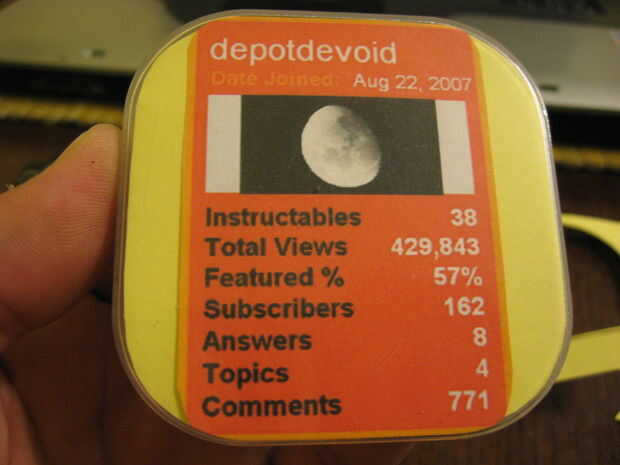 depotdevoid
Date Joined: Aug 22, 2007
Instructables 38
Total Views 429,843
Featured % 57%
Subscribers 162
Answers 8
Topics 4
Comments 771